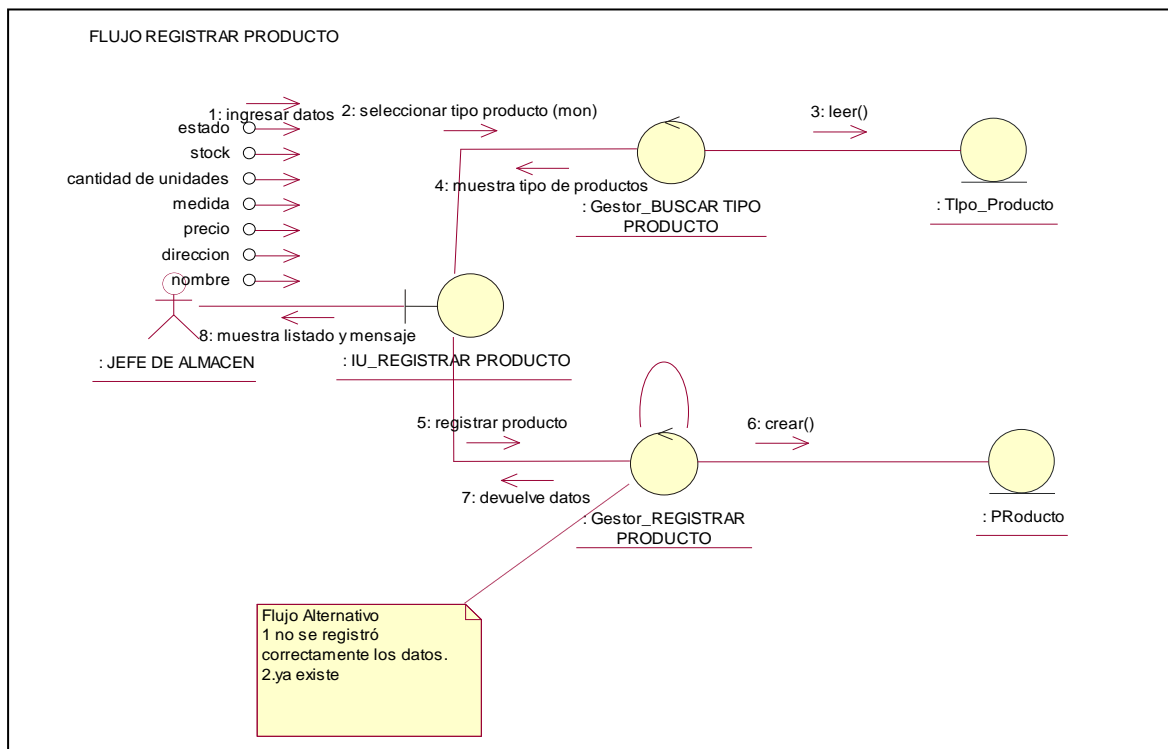 FLUJO REGISTRAR PRODUCTO
1: ingresar datos
estado
stock
cantidad de unidades
medida
precio
direccion
nombre
2: seleccionar tipo producto (mon)
3: leer()
4: muestra tipo de productos
: Gestor_BUSCAR TIPO
PRODUCTO
: TIpo_Producto
8: muestra listado y mensaje
: JEFE DE ALMACEN
: IU_REGISTRAR PRODUCTO
5: registrar producto
6: crear()
7: devuelve datos
: Gestor_REGISTRAR
PRODUCTO
: PRoducto
Flujo Alternativo
1 no se registró
correctamente los datos.
2.ya existe